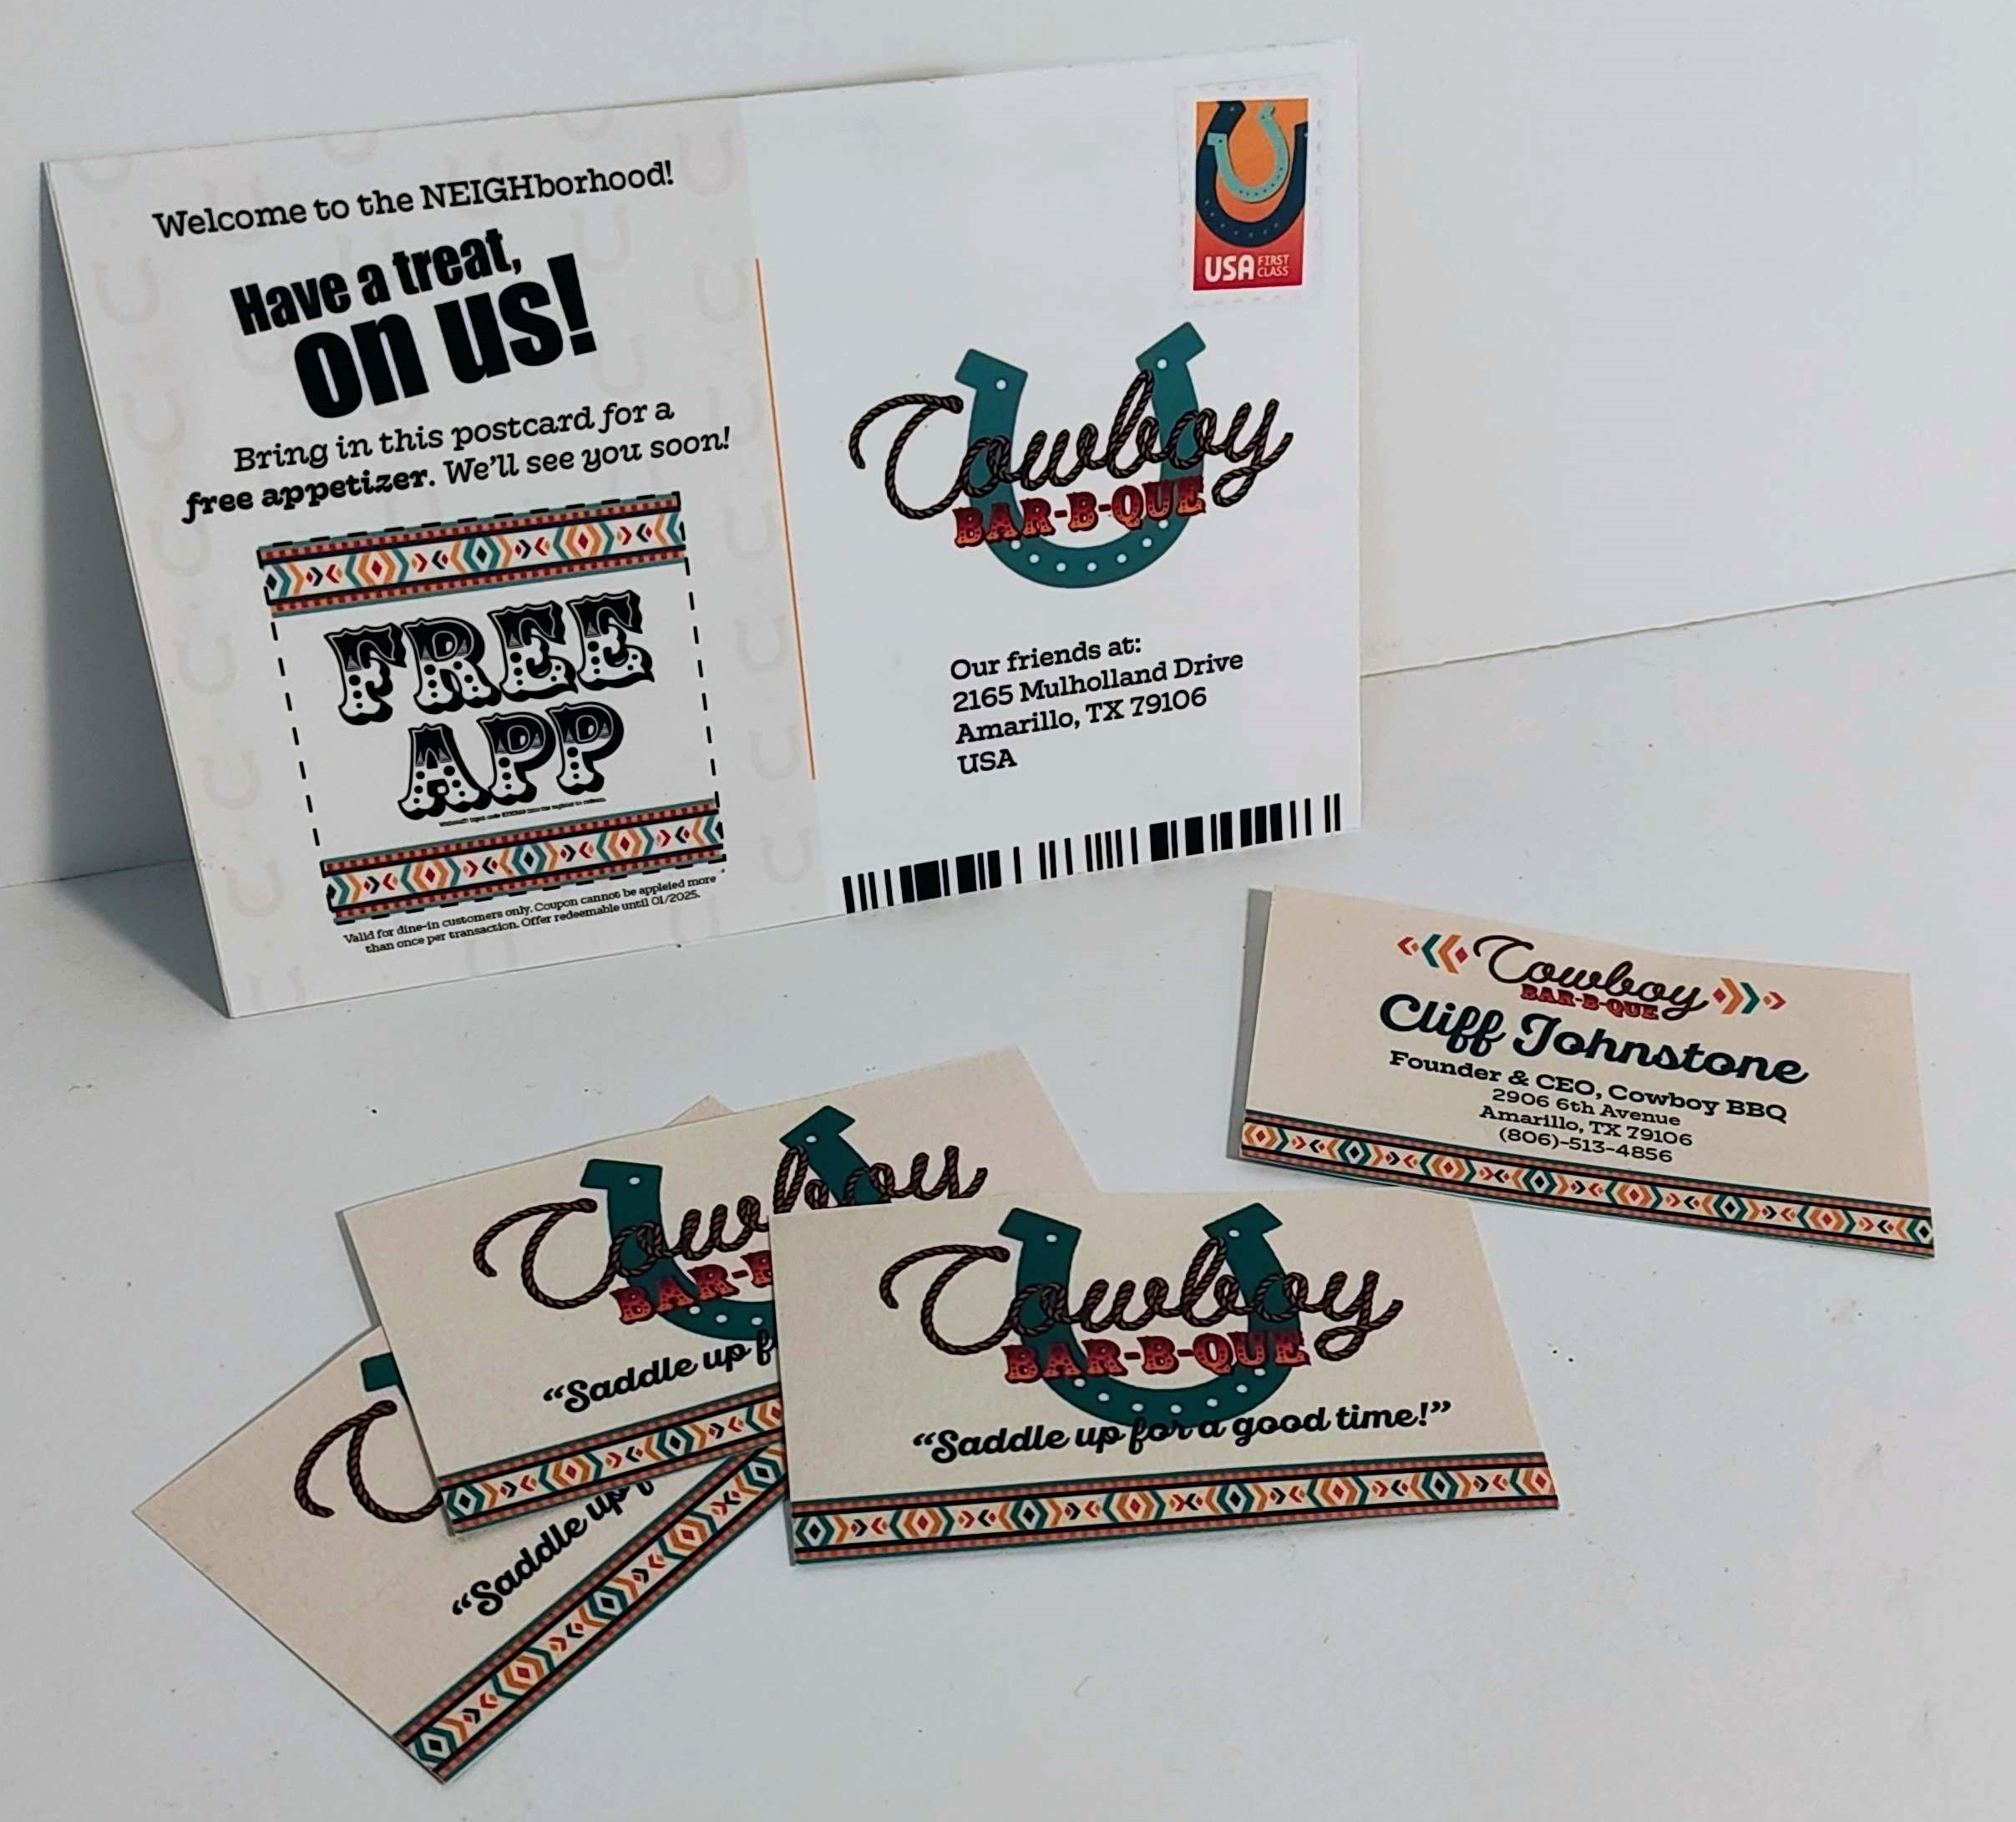 Welcome to the NEIGHborhood!
Have a treat,
on us!
Bring in this postcard for a
free appetizer. We'll see you soon!
FREE
APP
Valid for dine-in customers only. Coupon cannot be appleied more
than once per transaction. Offer redeemable until 01/2025.
USA FIRST
CLASS
Cowboy
BAR-B-QUE
Our friends at:
2165 Mulholland Drive
Amarillo, TX 79106
USA
Cowboy
BAR-B-QUE
Cliff Johnstone
Founder & CEO, Cowboy BBQ
2906 6th Avenue
Amarillo, TX 79106
(806)-513-4856
Cowboy
BAR-B
“Saddle up f
Cowboy
BAR-B-QUE
“Saddle up for a good time!”
C
“Saddle up f